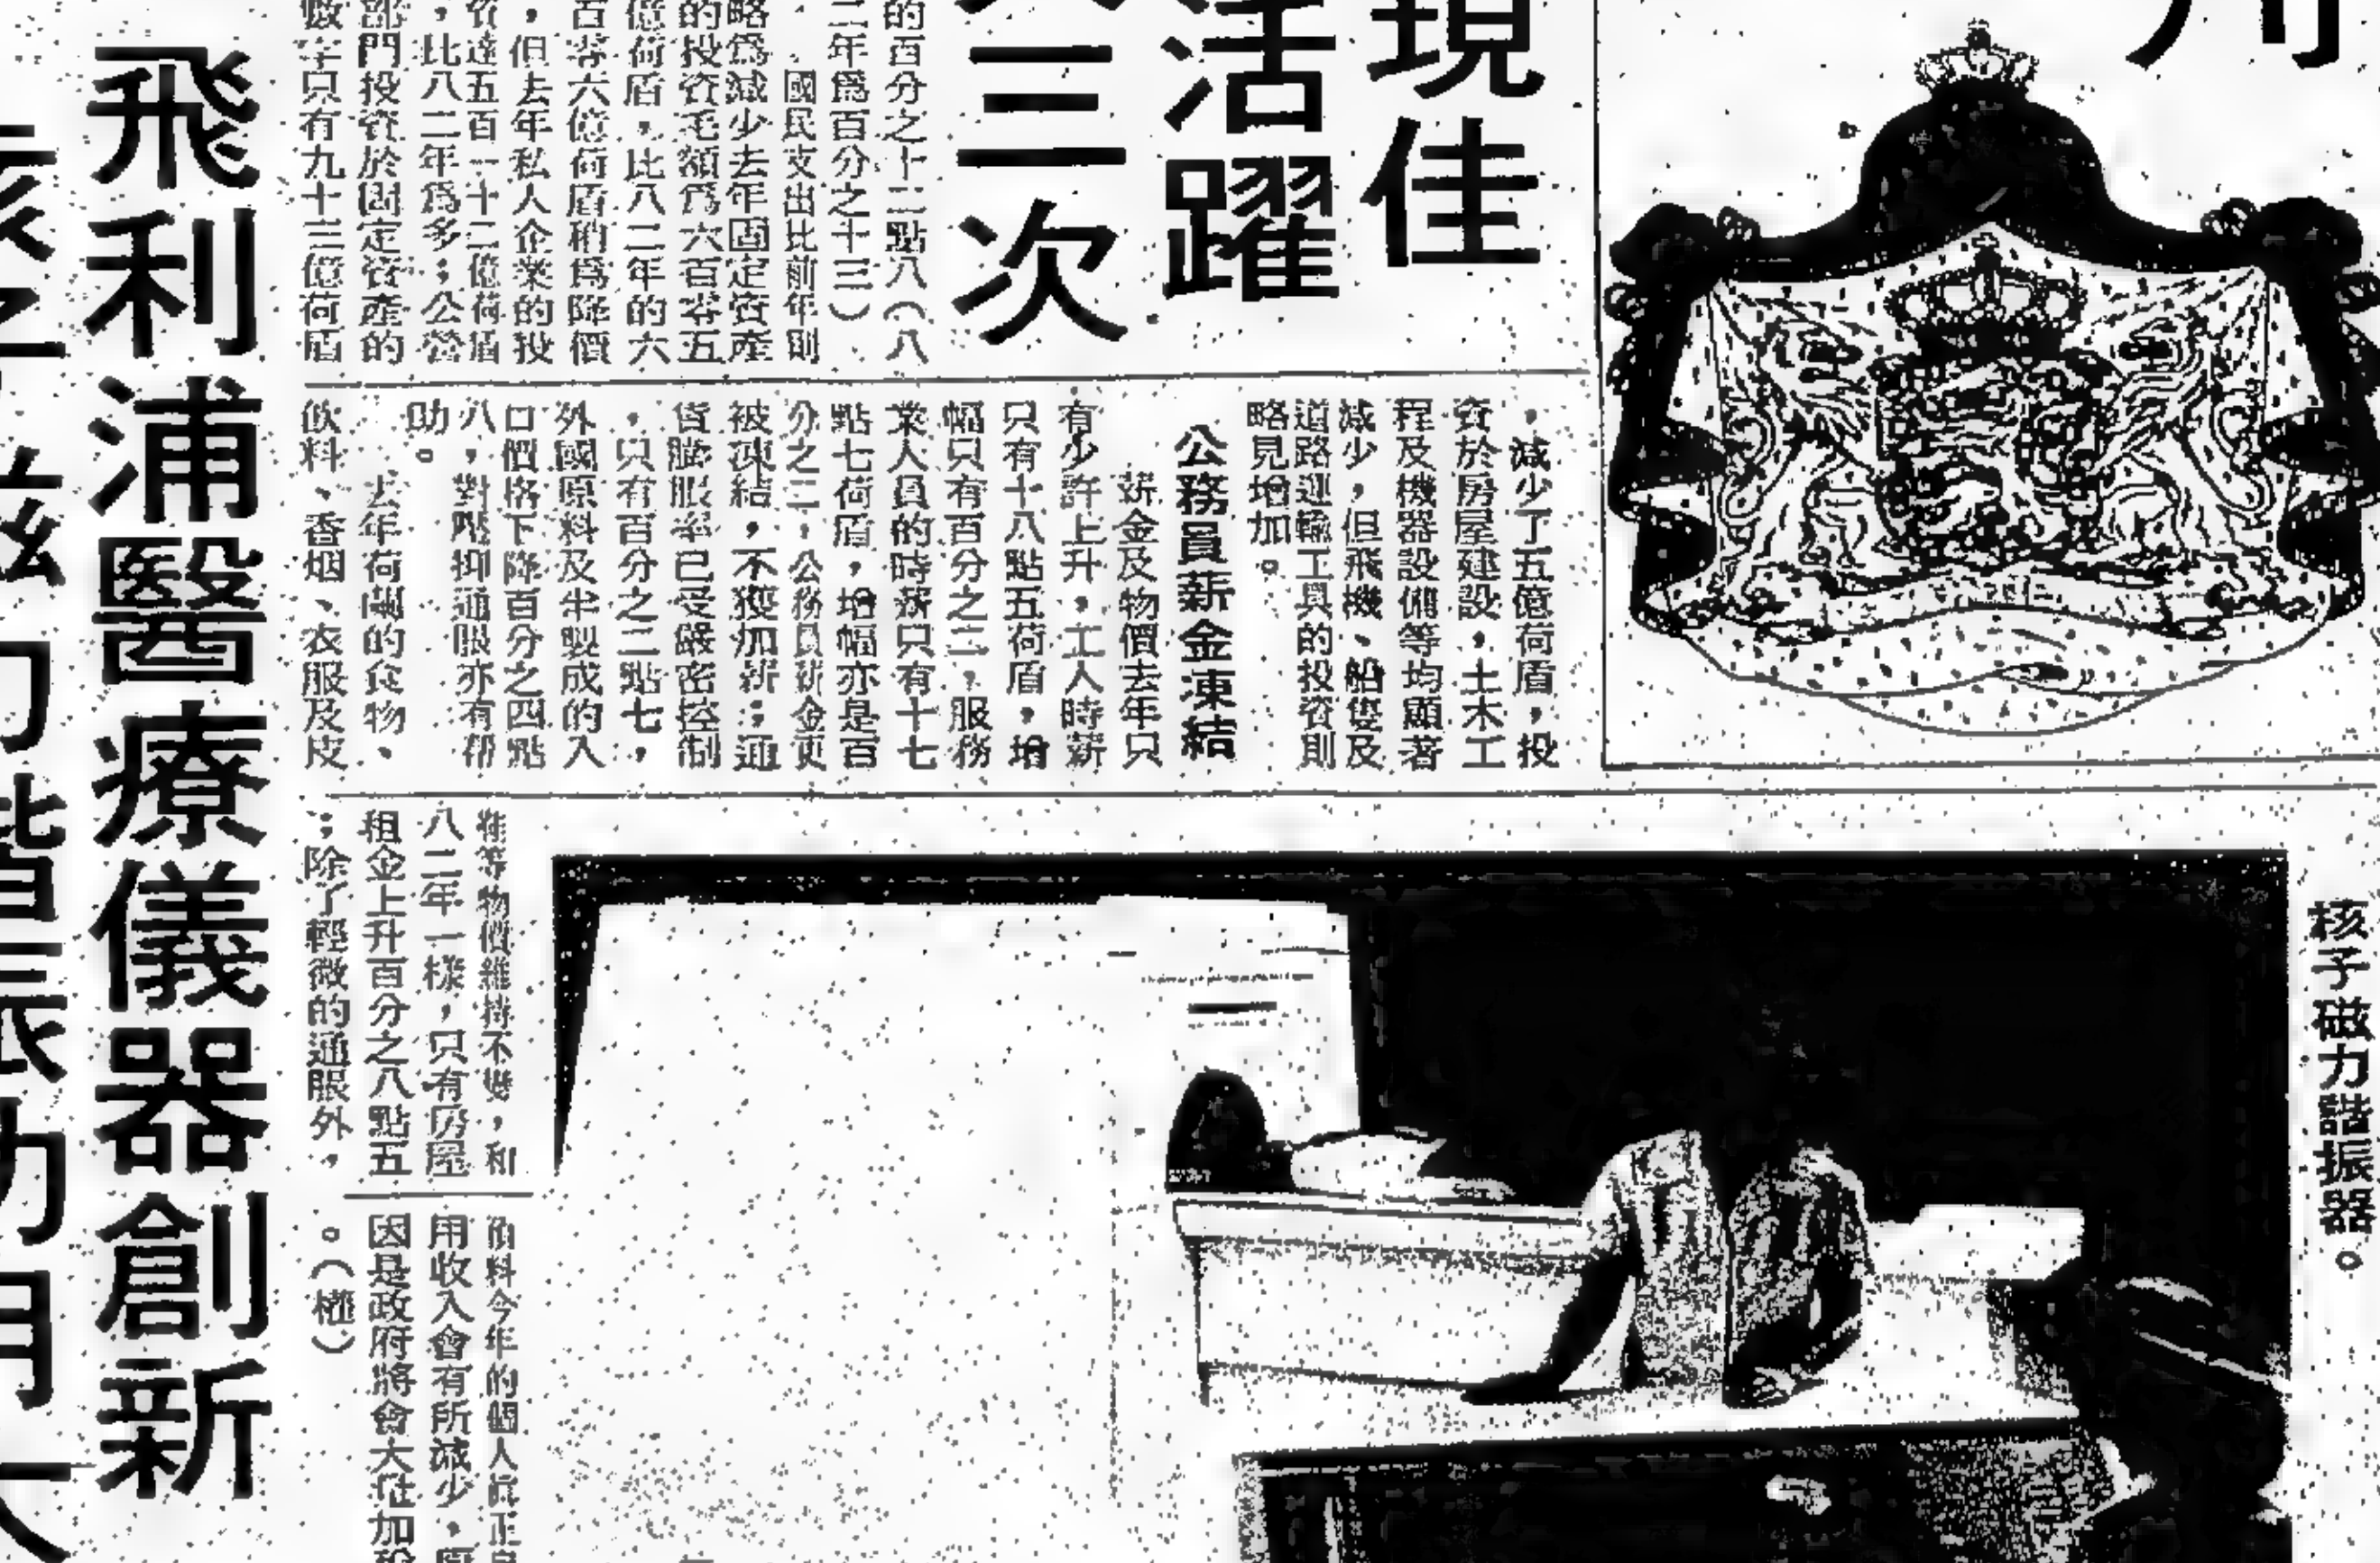 現佳
活躍
三次
的百分之十二點八（八
二年爲百分之十三）。
國民支出比前年則
略爲減少去年固定資產
的投資毛額爲六百零五
億荷盾，比八二年的六
百零六億荷盾稍爲降價
，但去年私人企業的投
資達五百一十二億荷盾
，比八二年爲多；公營
部門投資於固定資產的
數字只有九十三億荷盾
，減少了五億荷盾，投
資於房屋建設，土木工
程及機器設備等均顯著
減少，但飛機、船隻及
道路運輸工具的投資則
略見增加。
公務員薪金凍結
薪金及物價去年只
有少許上升，工人時薪
只有十八點五荷盾，增
幅只有百分之二，服務
業人員的時薪只有十七
點七荷盾，增幅亦是百
分之二，公務員薪金更
被凍結，不獲加薪；通
貨膨脹率已受嚴密控制
，只有百分之二點七，
外國原料及半製成的入
口價格下降百分之四點
八，對壓抑通脹亦有幫
助。
去年荷蘭的食物、
飲料、香烟、衣服及皮
鞋等物價維持不變，和
八二年一樣，只有房屋
租金上升百分之八點五
；除了輕微的通脹外，
預料今年的個人眞正
用收入會有所減少，
因是政府將會大
。（權）
核子磁力諧振器。
飛利浦醫療儀器創新